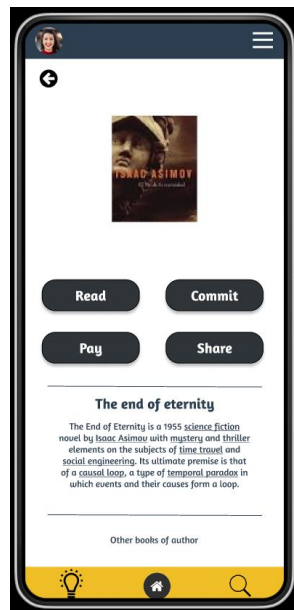 ISAAC ASIMOV
El fin de la eternidad
Read
Commit
Pay
Share
The end of eternity
The End of Eternity is a 1955 science fiction
novel by Isaac Asimov with mystery and thriller
elements on the subjects of time travel and
social engineering. Its ultimate premise is that
of a causal loop, a type of temporal paradox in
which events and their causes form a loop.
Other books of author